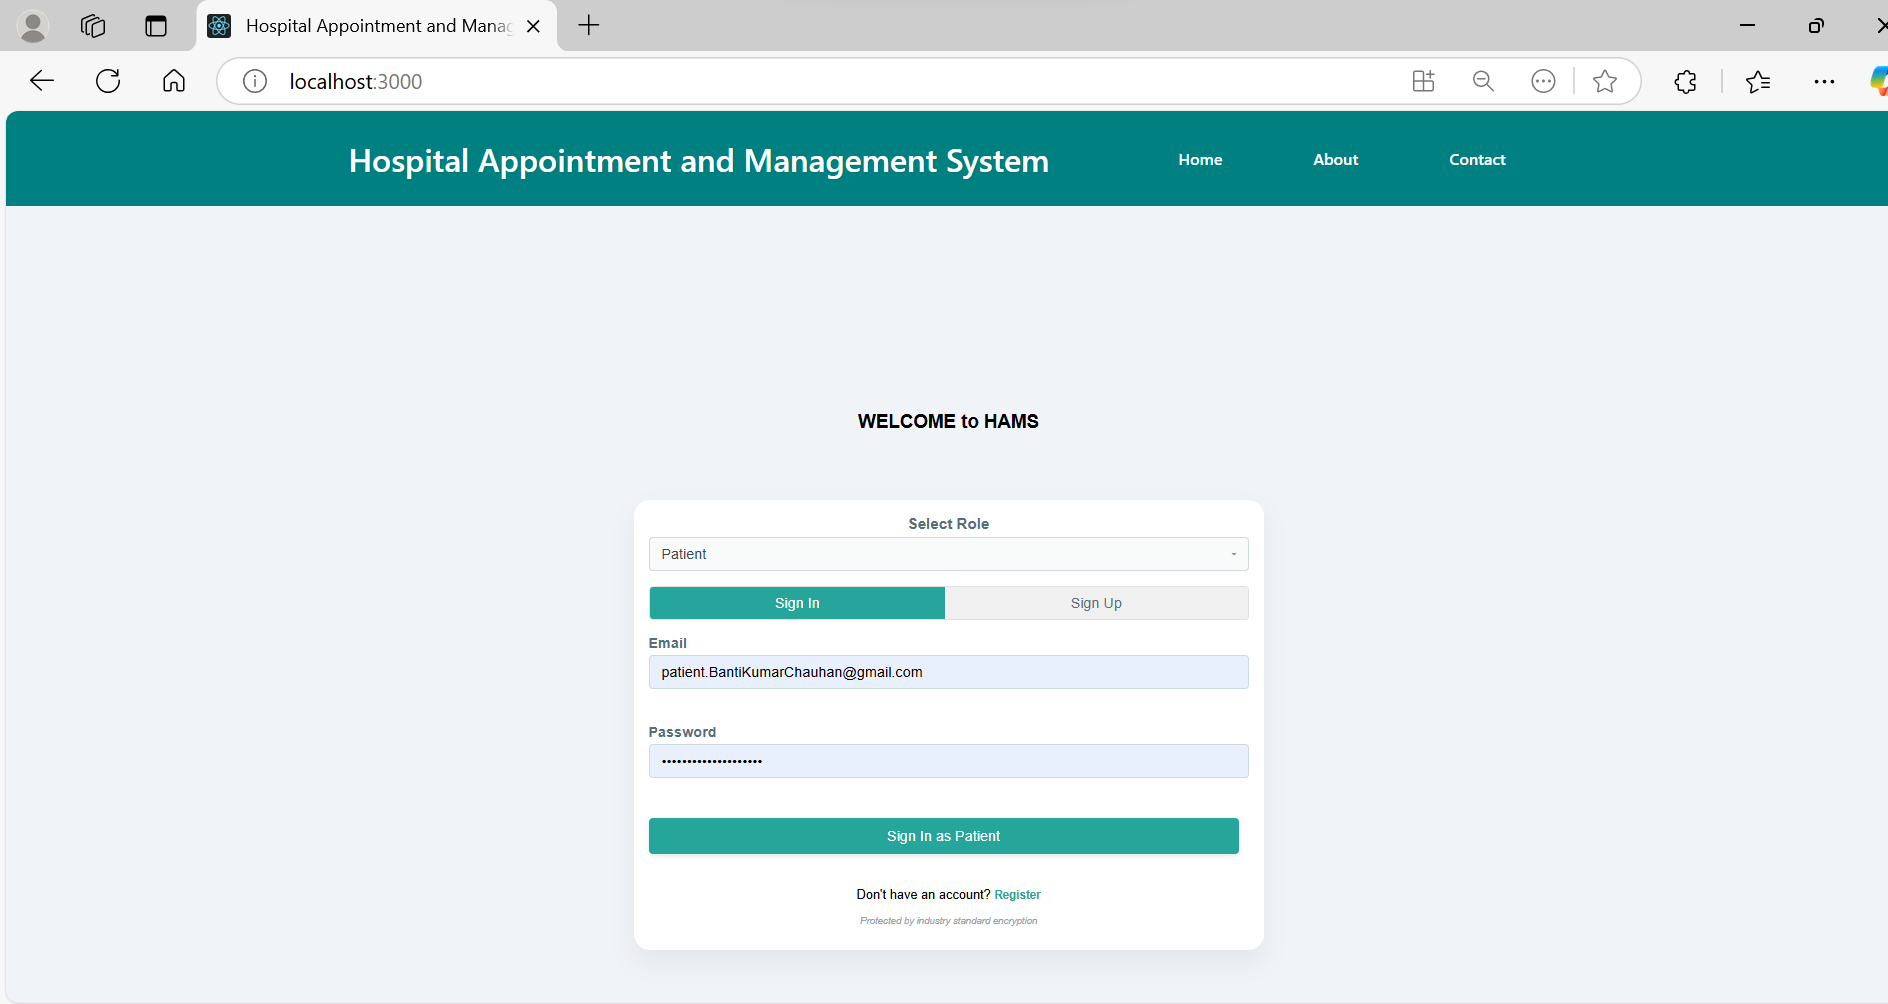 Hospital Appointment and Manag
localhost:3000
Hospital Appointment and Management System
Home
About
Contact
WELCOME to HAMS
Select Role
Patient
Sign In
Sign Up
Email
patient.BantiKumarChauhan@gmail.com
Password
••••••••••••••••••••
Sign In as Patient
Don't have an account? Register
Protected by industry standard encryption